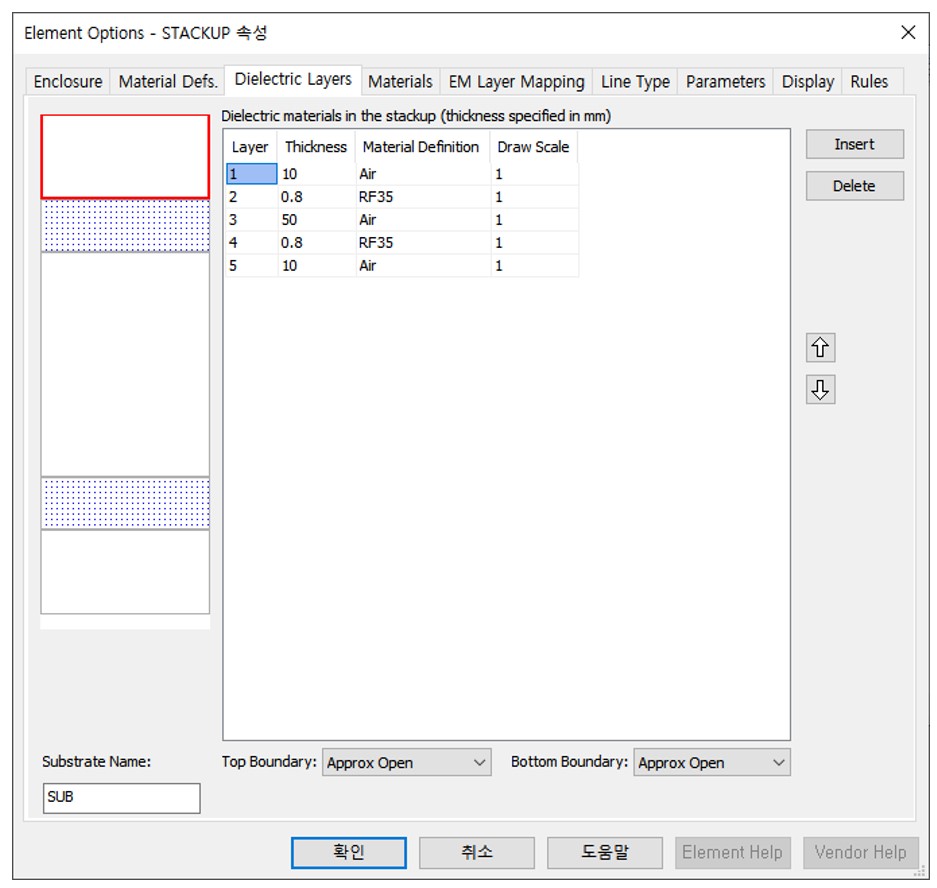 Element Options - STACKUP 속성
Enclosure Material Defs. Dielectric Layers Materials EM Layer Mapping Line Type Parameters Display Rules
Dielectric materials in the stackup (thickness specified in mm)
Layer Thickness Material Definition Draw Scale
1 10 Air 1
2 0.8 RF35 1
3 50 Air 1
4 0.8 RF35 1
5 10 Air 1
Insert
Delete
Substrate Name:
SUB
Top Boundary: Approx Open Bottom Boundary: Approx Open
확인 취소 도움말 Element Help Vendor Help